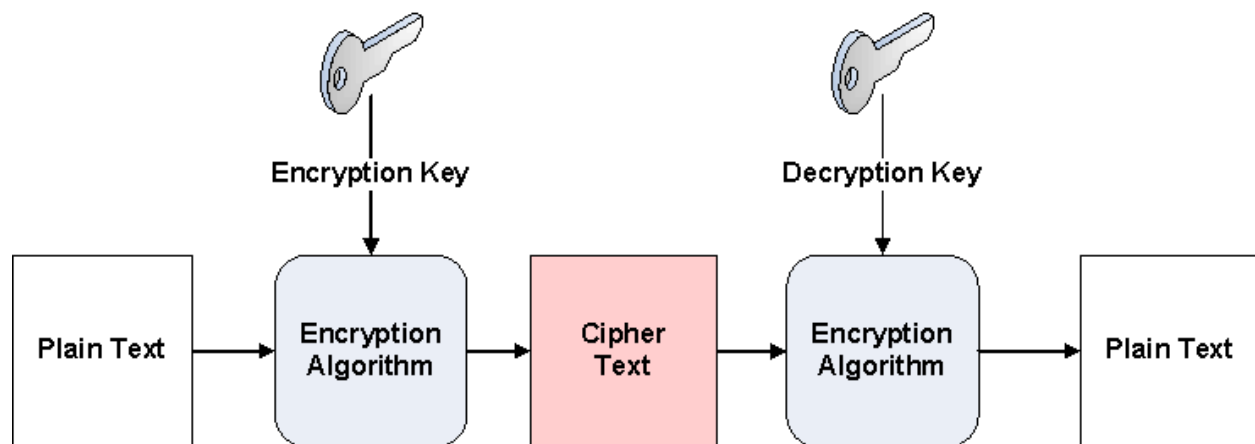 Encryption Key
Decryption Key
Plain Text
Encryption
Algorithm
Cipher
Text
Encryption
Algorithm
Plain Text